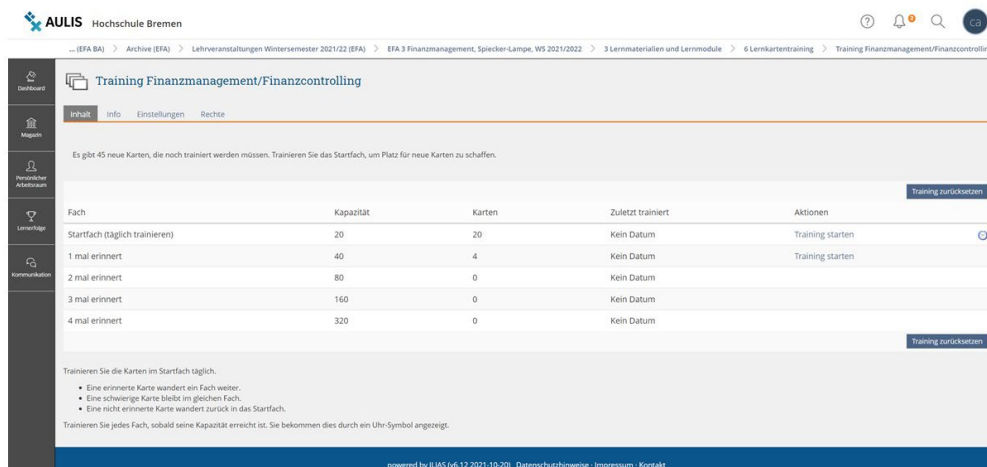 AULIS Hochschule Bremen
2
ca
... (EFA BA) > Archive (EFA) > Lehrveranstaltungen Wintersemester 2021/22 (EFA) > EFA 3 Finanzmanagement, Spiecker-Lampe, WS 2021/2022 > 3 Lernmaterialien und Lernmodule > 6 Lernkartentraining > Training Finanzmanagement/Finanzcontrollin
Dashboard
Magazin
Persönlicher
Arbeitsraum
Lernerfolge
Kommunikation
Training Finanzmanagement/Finanzcontrolling
Inhalt Info Einstellungen Rechte
Es gibt 45 neue Karten, die noch trainiert werden müssen. Trainieren Sie das Startfach, um Platz für neue Karten zu schaffen.
Training zurücksetzen
Fach Kapazität Karten Zuletzt trainiert Aktionen
Startfach (täglich trainieren) 20 20 Kein Datum Training starten
1 mal erinnert 40 4 Kein Datum Training starten
2 mal erinnert 80 0 Kein Datum
3 mal erinnert 160 0 Kein Datum
4 mal erinnert 320 0 Kein Datum
Training zurücksetzen
Trainieren Sie die Karten im Startfach täglich.
• Eine erinnerte Karte wandert ein Fach weiter.
• Eine schwierige Karte bleibt im gleichen Fach.
• Eine nicht erinnerte Karte wandert zurück in das Startfach.
Trainieren Sie jedes Fach, sobald seine Kapazität erreicht ist. Sie bekommen dies durch ein Uhr-Symbol angezeigt.
powered by ILIAS (v6.12 2021-10-20) Datenschutzhinweise · Impressum · Kontakt